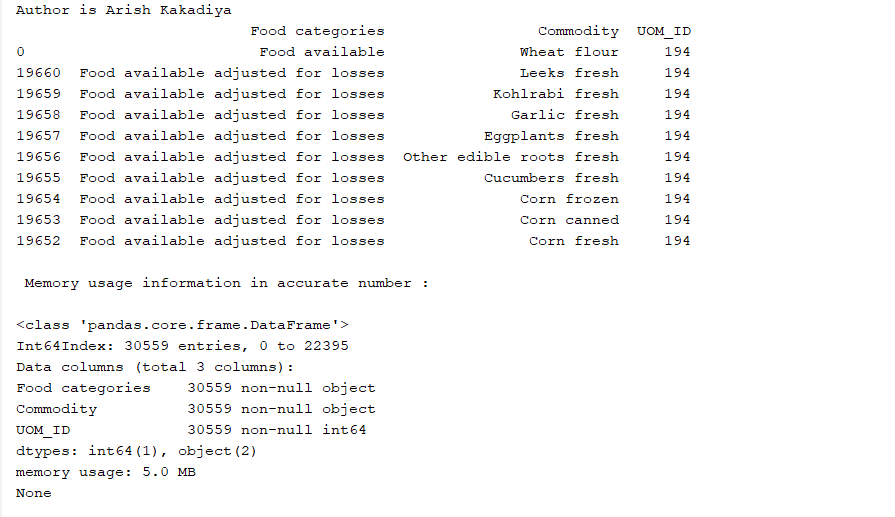 Author is Arish Kakadiya
Food categories Commodity UOM_ID
0 Food available Wheat flour 194
19660 Food available adjusted for losses Leeks fresh 194
19659 Food available adjusted for losses Kohlrabi fresh 194
19658 Food available adjusted for losses Garlic fresh 194
19657 Food available adjusted for losses Eggplants fresh 194
19656 Food available adjusted for losses Other edible roots fresh 194
19655 Food available adjusted for losses Cucumbers fresh 194
19654 Food available adjusted for losses Corn frozen 194
19653 Food available adjusted for losses Corn canned 194
19652 Food available adjusted for losses Corn fresh 194
Memory usage information in accurate number :
<class 'pandas.core.frame.DataFrame'>
Int64Index: 30559 entries, 0 to 22395
Data columns (total 3 columns):
Food categories 30559 non-null object
Commodity 30559 non-null object
UOM_ID 30559 non-null int64
dtypes: int64(1), object(2)
memory usage: 5.0 MB
None